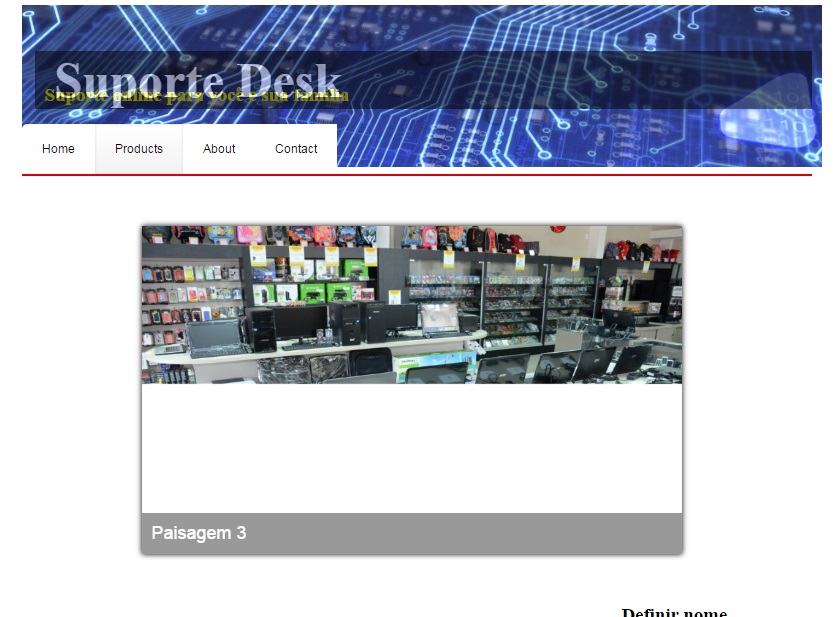 Suporte Desk
Suporte online para você e sua família
Home Products About Contact
Paisagem 3
Definir nome